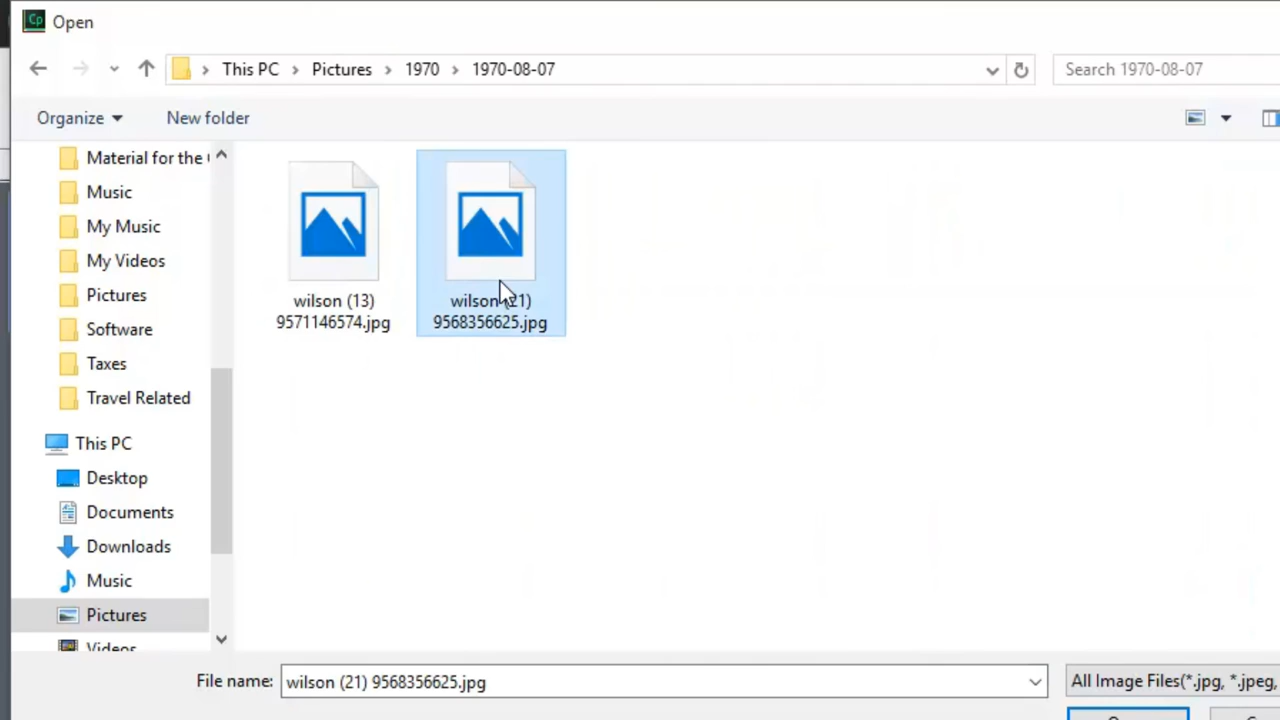 Open
This PC
Pictures
1970
1970-08-07
Search 1970-08-07
Organize
New folder
Material for the
Music
My Music
My Videos
Pictures
Software
Taxes
Travel Related
This PC
Desktop
Documents
Downloads
Music
Pictures
Videos
wilson (13)
9571146574.jpg
wilson (21)
9568356625.jpg
File name:
wilson (21) 9568356625.jpg
All Image Files(*.jpg, *.jpeg,